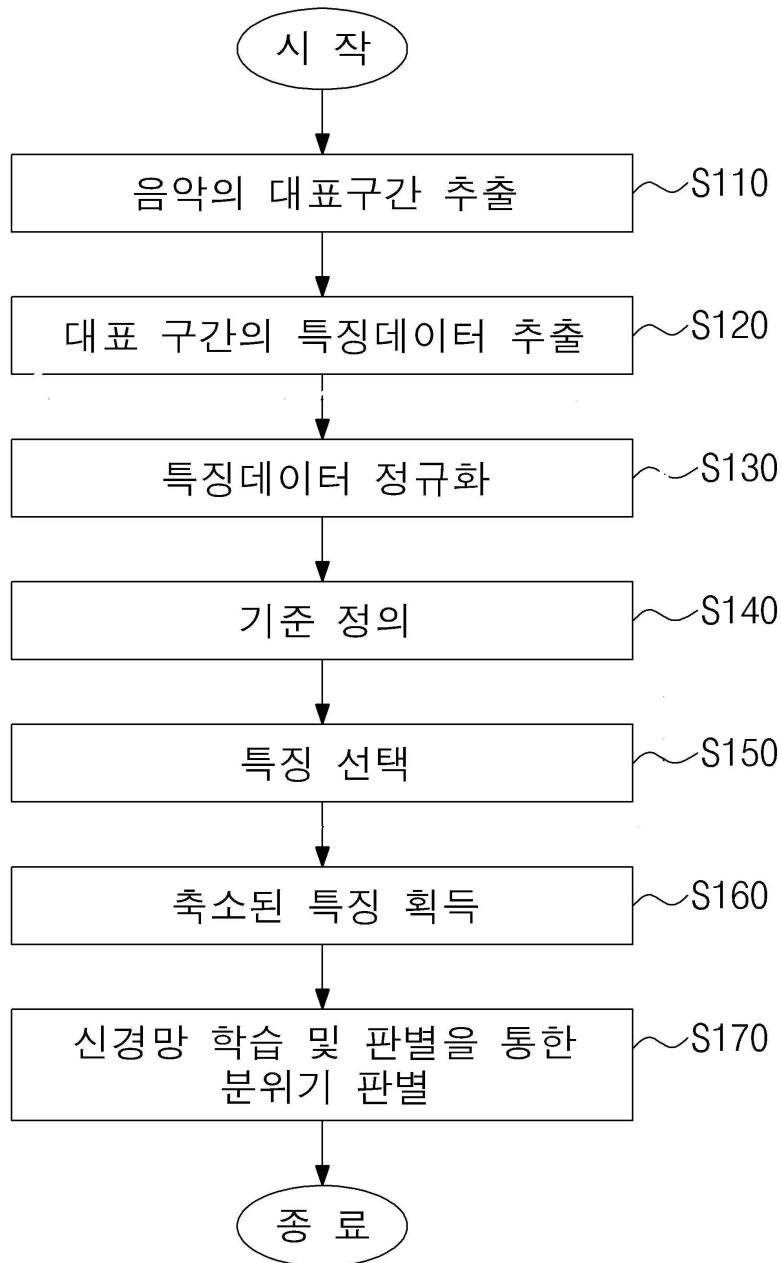 시 작
음악의 대표구간 추출
S110
대표 구간의 특징데이터 추출
S120
특징데이터 정규화
S130
기준 정의
S140
특징 선택
S150
축소된 특징 획득
S160
신경망 학습 및 판별을 통한
분위기 판별
S170
종 료